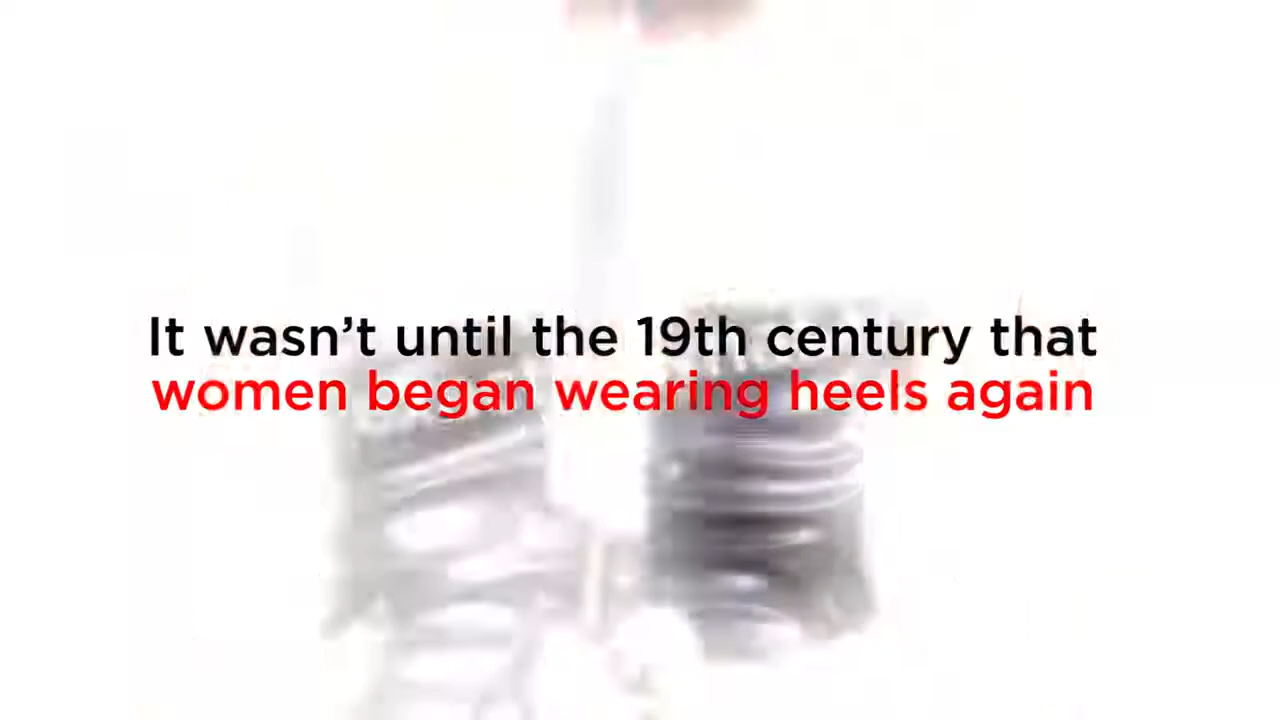 It wasn’t until the 19th century that
women began wearing heels again